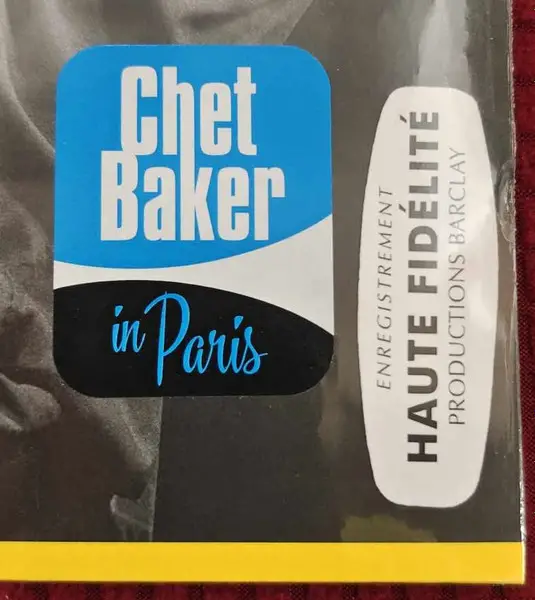 Chet
Baker
in Paris
ENREGISTREMENT
HAUTE FIDÉLITÉ
PRODUCTIONS BARCLAY